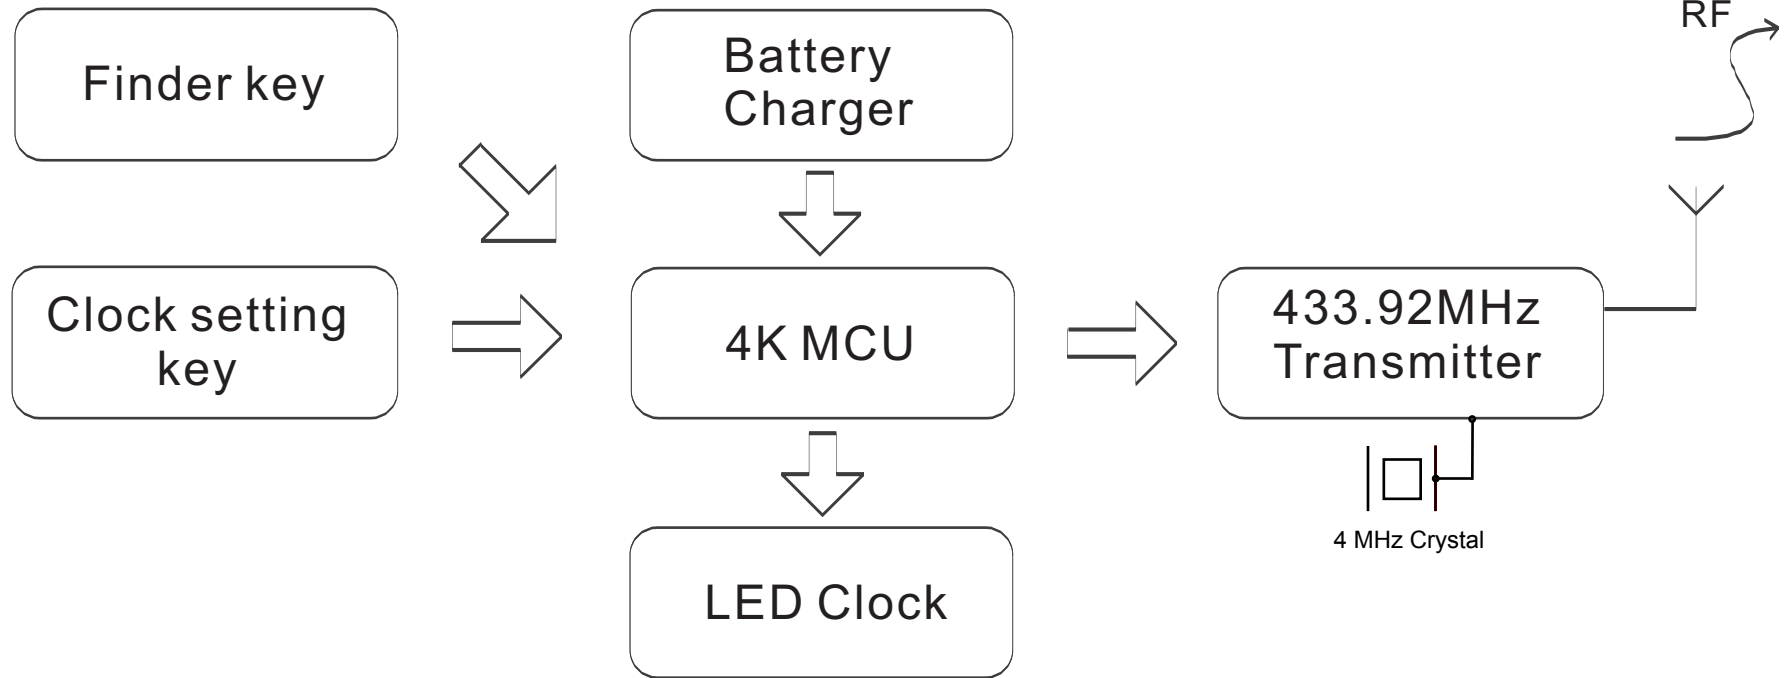 RF
Finder key
Battery
Charger
Clock setting
key
4K MCU
433.92MHz
Transmitter
4 MHz Crystal
LED Clock